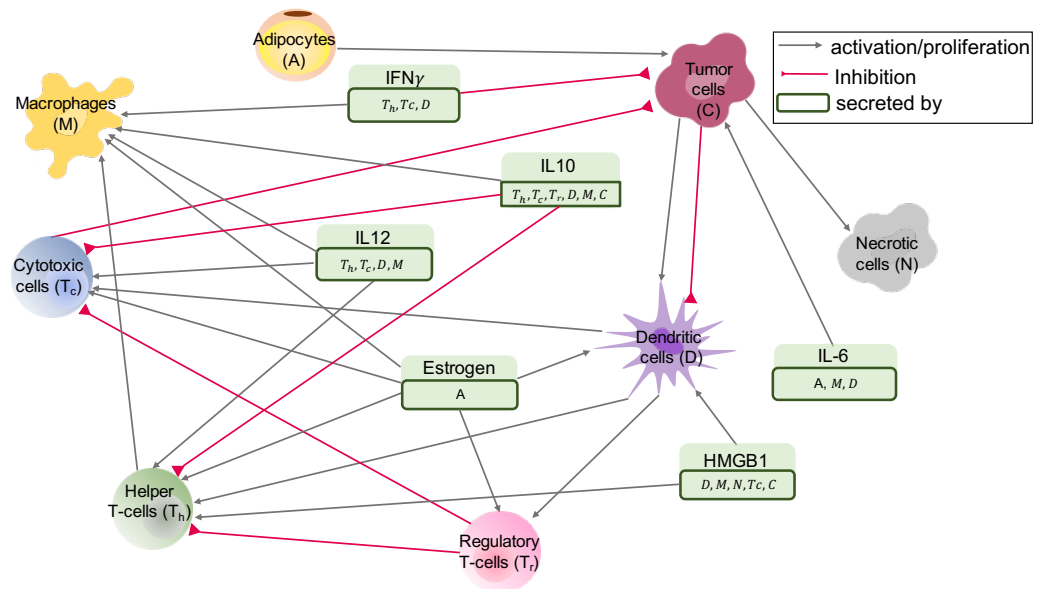 Adipocytes
(A)
Tumor
cells
(C)
activation/proliferation
Inhibition
secreted by
IFNγ
Tₕ, Tc, D
Macrophages
(M)
IL10
Tₕ,T꜀,Tᵣ, D, M, C
IL12
Tₕ, T꜀, D, M
Cytotoxic
cells (T꜀)
Necrotic
cells (N)
Dendritic
cells (D)
Estrogen
A
IL-6
A, M, D
HMGB1
D, M, N, Tc, C
Helper
T-cells (Tₕ)
Regulatory
T-cells (Tᵣ)